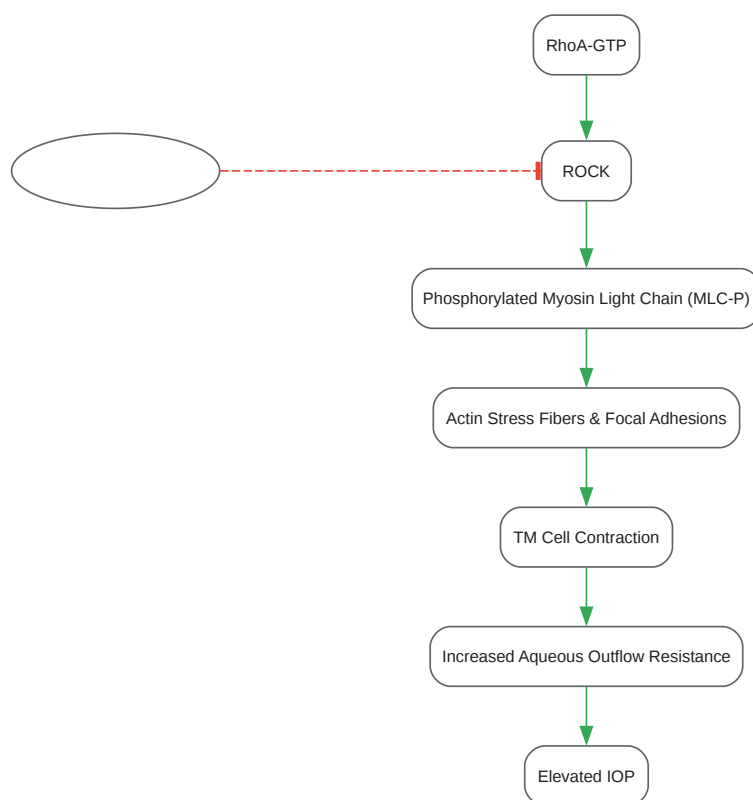 RhoA-GTP
ROCK
Phosphorylated Myosin Light Chain (MLC-P)
Actin Stress Fibers & Focal Adhesions
TM Cell Contraction
Increased Aqueous Outflow Resistance
Elevated IOP